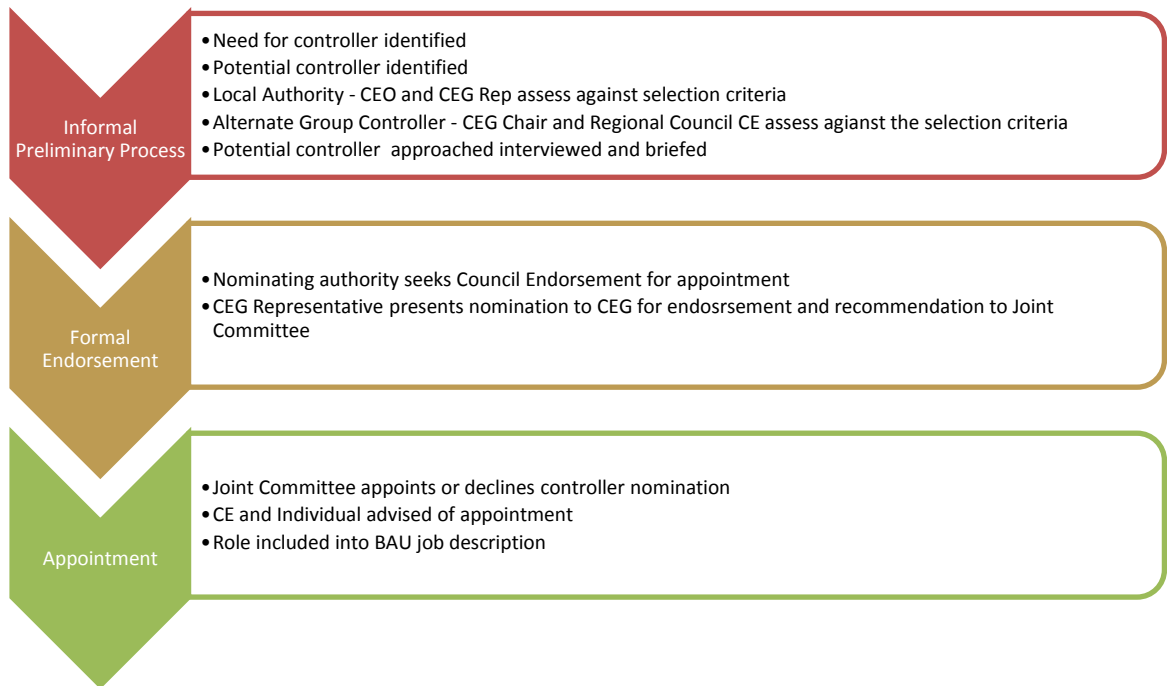 Informal
Preliminary Process
•Need for controller identified
•Potential controller identified
•Local Authority - CEO and CEG Rep assess against selection criteria
•Alternate Group Controller - CEG Chair and Regional Council CE assess agianst the selection criteria
•Potential controller  approached interviewed and briefed
Formal
Endorsement
•Nominating authority seeks Council Endorsement for appointment
•CEG Representative presents nomination to CEG for endosrsement and recommendation to Joint
Committee
Appointment
•Joint Committee appoints or declines controller nomination
•CE and Individual advised of appointment
•Role included into BAU job description